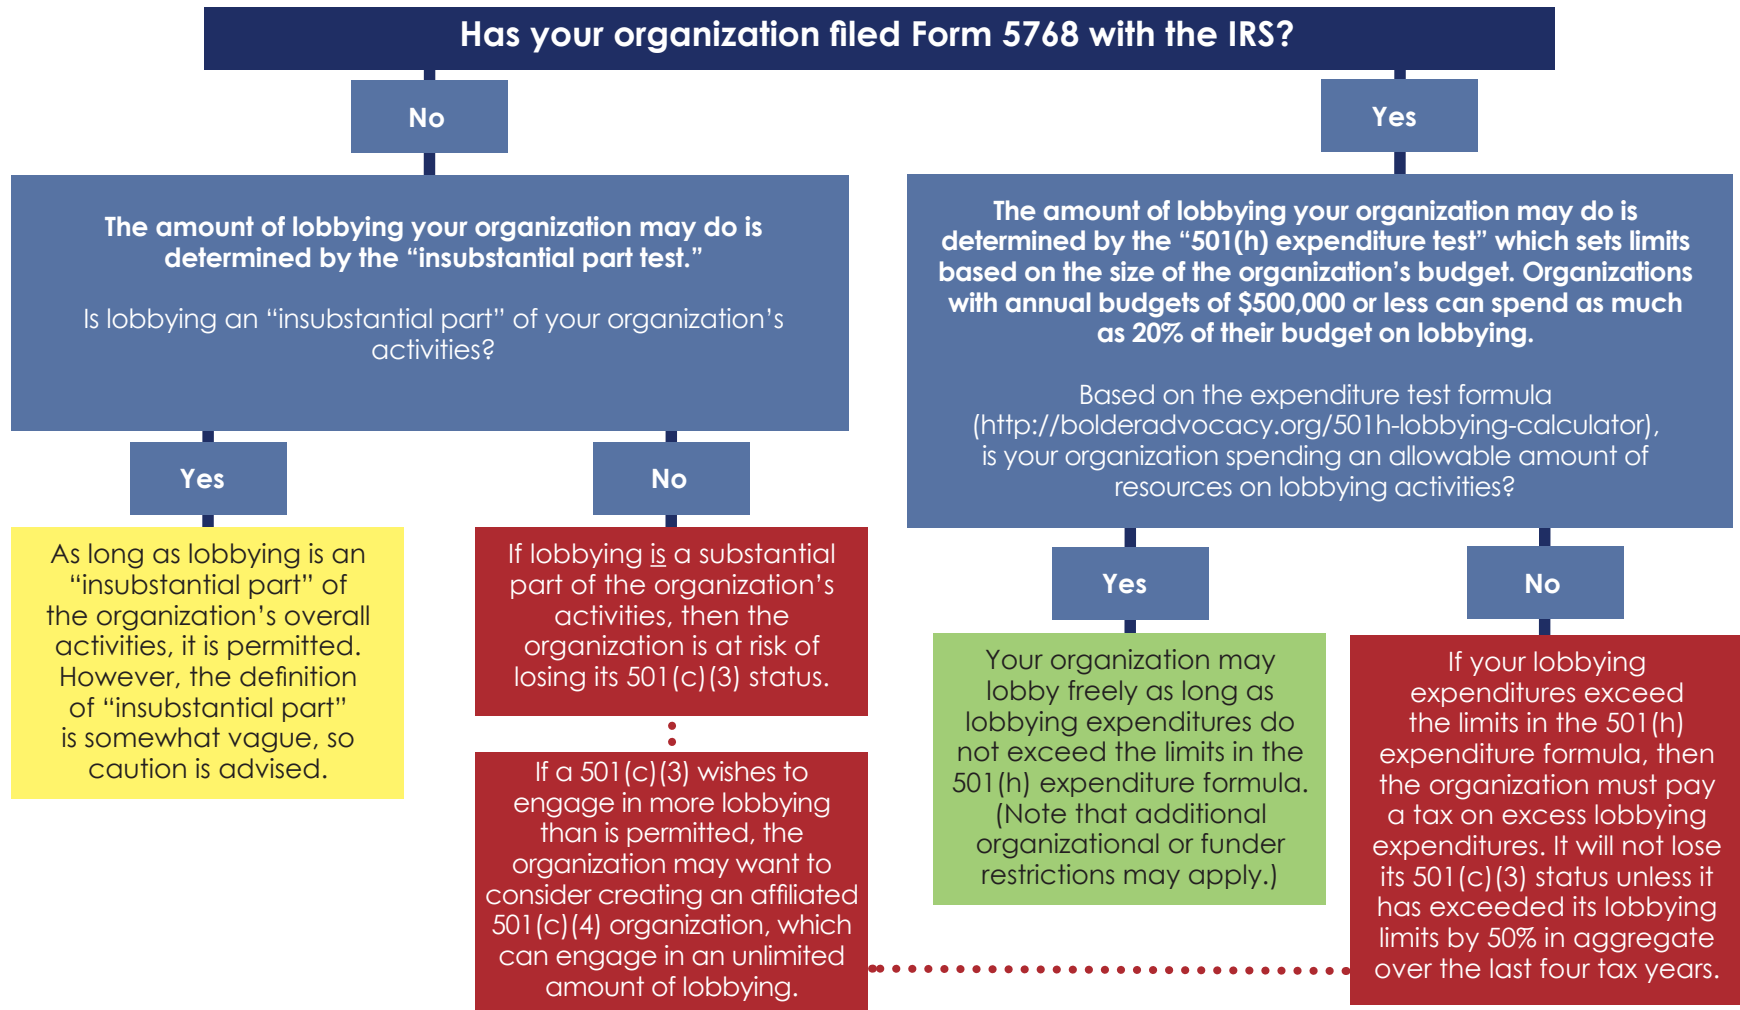 Has your organization filed Form 5768 with the IRS?
No
The amount of lobbying your organization may do is
determined by the “insubstantial part test.”
Is lobbying an “insubstantial part” of your organization’s
activities?
Yes
As long as lobbying is an
“insubstantial part” of
the organization’s overall
activities, it is permitted.
However, the definition
of “insubstantial part”
is somewhat vague, so
caution is advised.
No
If lobbying is a substantial
part of the organization’s
activities, then the
organization is at risk of
losing its 501(c)(3) status.
If a 501(c)(3) wishes to
engage in more lobbying
than is permitted, the
organization may want to
consider creating an affiliated
501(c)(4) organization, which
can engage in an unlimited
amount of lobbying.
Yes
The amount of lobbying your organization may do is
determined by the “501(h) expenditure test” which sets limits
based on the size of the organization’s budget. Organizations
with annual budgets of $500,000 or less can spend as much
as 20% of their budget on lobbying.
Based on the expenditure test formula
(http://bolderadvocacy.org/501h-lobbying-calculator),
is your organization spending an allowable amount of
resources on lobbying activities?
Yes
Your organization may
lobby freely as long as
lobbying expenditures do
not exceed the limits in the
501(h) expenditure formula.
(Note that additional
organizational or funder
restrictions may apply.)
No
If your lobbying
expenditures exceed
the limits in the 501(h)
expenditure formula, then
the organization must pay
a tax on excess lobbying
expenditures. It will not lose
its 501(c)(3) status unless it
has exceeded its lobbying
limits by 50% in aggregate
over the last four tax years.